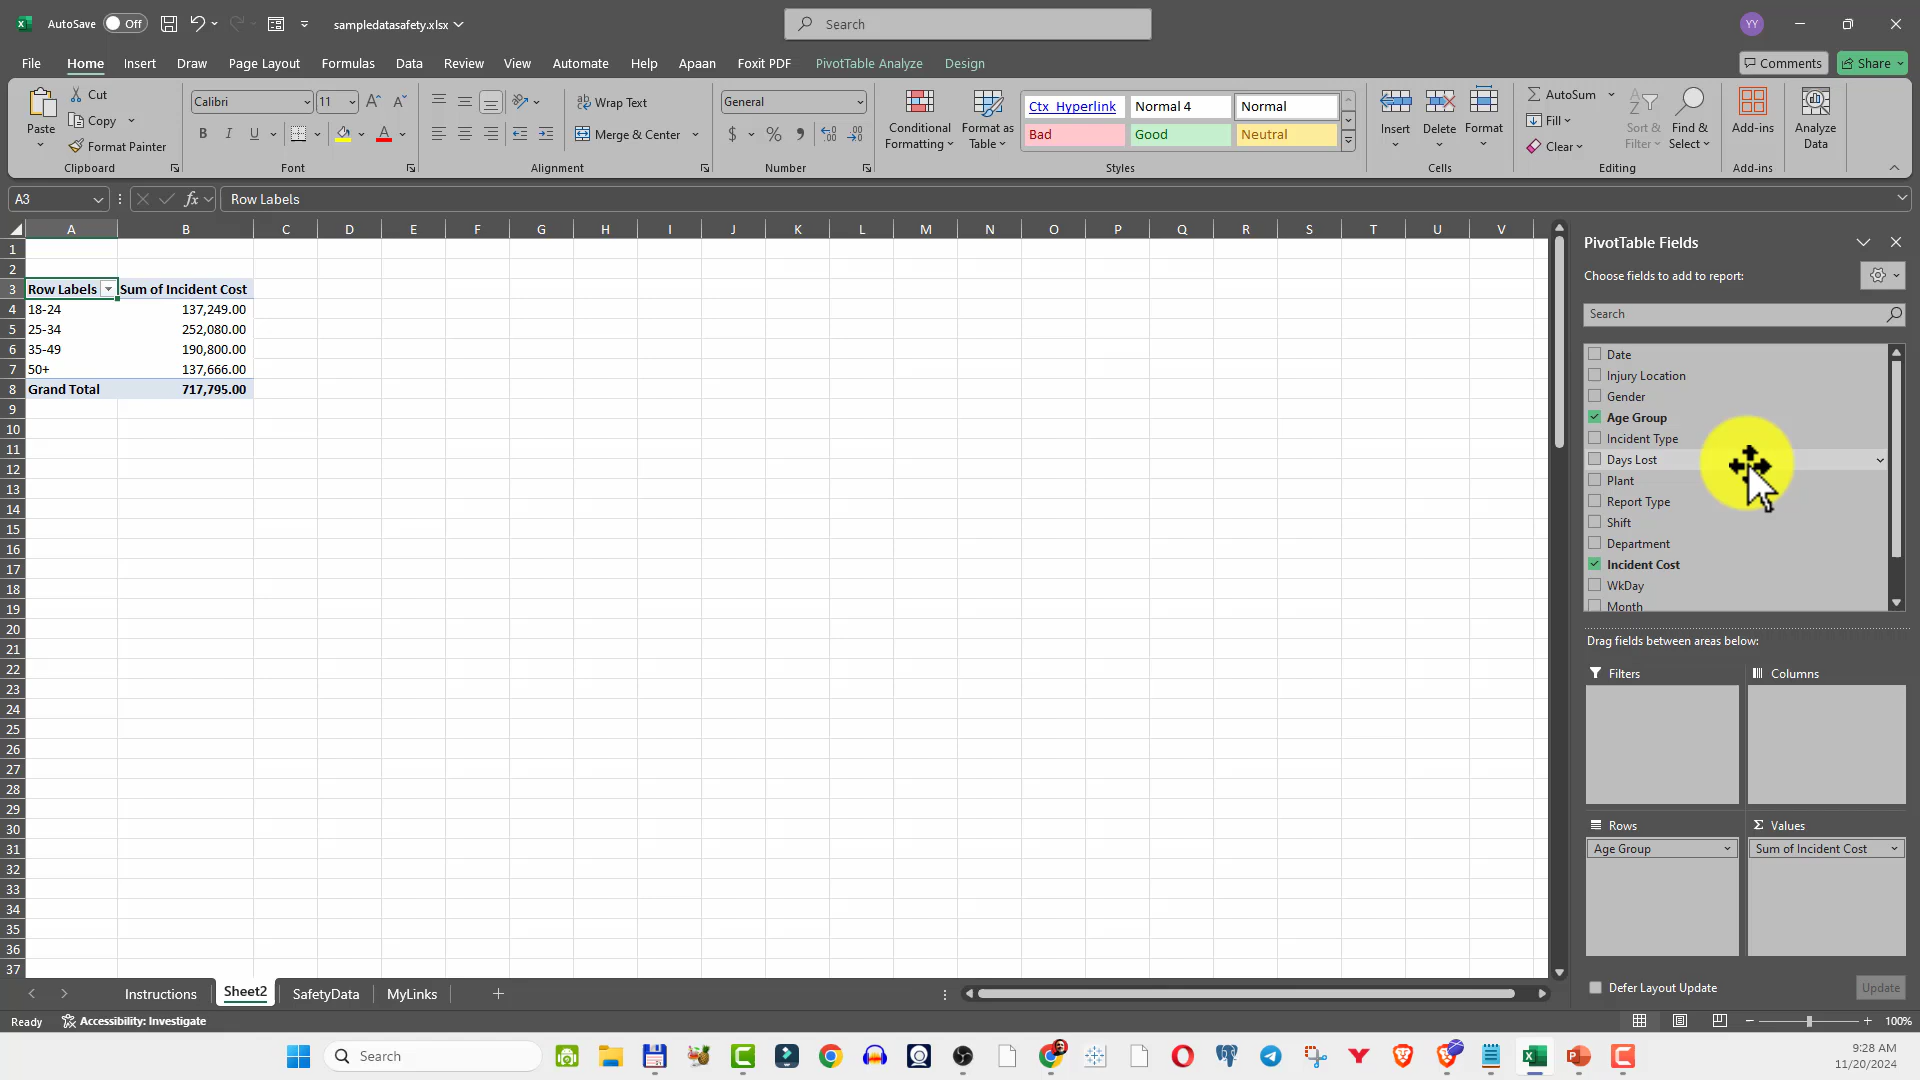 AutoSave Off sampledatasafety.xlsx Search YY
File Home Insert Draw Page Layout Formulas Data Review View Automate Help Apaan Foxit PDF PivotTable Analyze Design Comments Share
Paste Cut Copy Format Painter Clipboard
Calibri 11 B I U A Font
Wrap Text Merge & Center Alignment
General $ % Number
Conditional Formatting Format as Table
Ctx_Hyperlink Normal 4 Normal
Bad Good Neutral
Styles
Insert Delete Format Cells
AutoSum Fill Clear Sort & Filter Find & Select Editing
Add-ins Add-ins
Analyze Data
A3 fx Row Labels
A B C D E F G H I J K L M N O P Q R S T U V
1
2
3 Row Labels Sum of Incident Cost
4 18-24 137,249.00
5 25-34 252,080.00
6 35-49 190,800.00
7 50+ 137,666.00
8 Grand Total 717,795.00
9
10
11
12
13
14
15
16
17
18
19
20
21
22
23
24
25
26
27
28
29
30
31
32
33
34
35
36
37
PivotTable Fields
Choose fields to add to report:
Search
Date
Injury Location
Gender
Age Group
Incident Type
Days Lost
Plant
Report Type
Shift
Department
Incident Cost
WkDay
Month
Drag fields between areas below:
Filters Columns
Rows Σ Values
Age Group Sum of Incident Cost
Defer Layout Update Update
Instructions Sheet2 SafetyData MyLinks
Ready Accessibility: Investigate 100%
Search
9:28 AM
11/20/2024